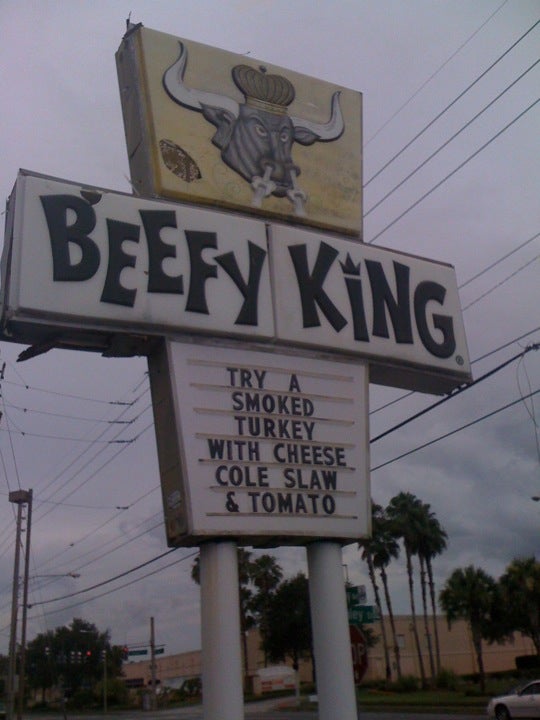 BEEFY KING
TRY A
SMOKED
TURKEY
WITH CHEESE
COLE SLAW
& TOMATO